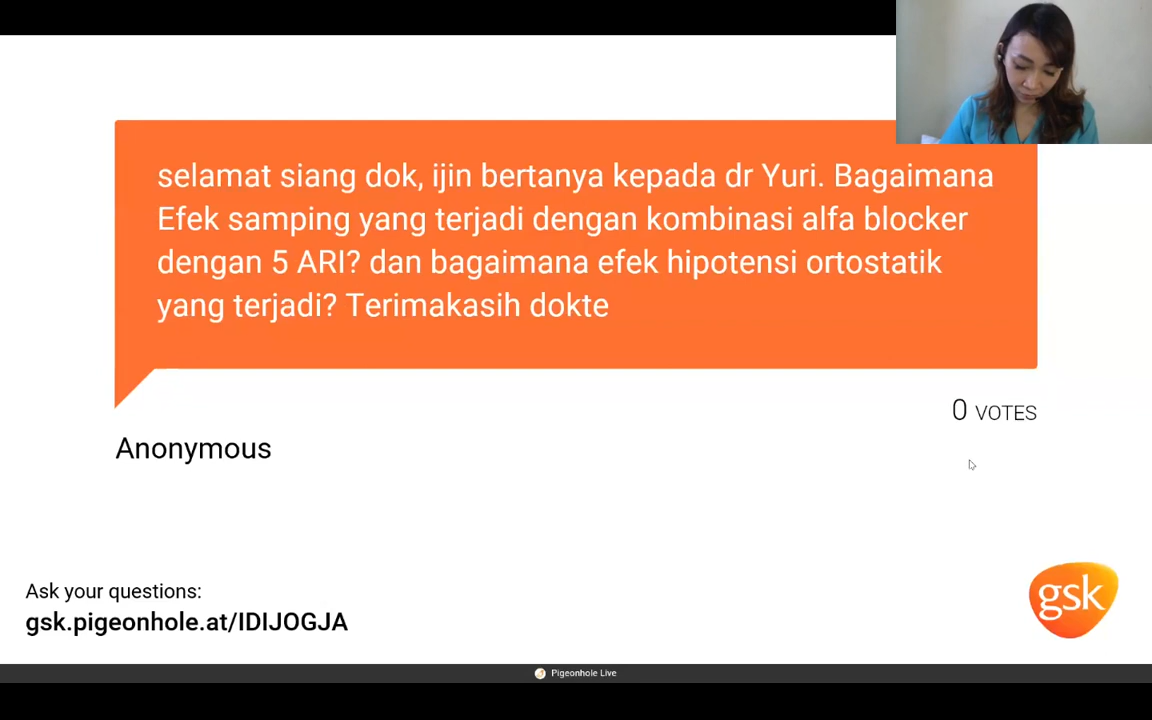 selamat siang dok, ijin bertanya kepada dr Yuri. Bagaimana
Efek samping yang terjadi dengan kombinasi alfa blocker
dengan 5 ARI? dan bagaimana efek hipotensi ortostatik
yang terjadi? Terimakasih dokte
0 VOTES
Anonymous
Ask your questions:
gsk.pigeonhole.at/IDIJOGJA
gsk
Pigeonhole Live